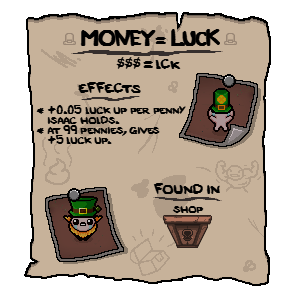 MONEY = LUCK
$$$ = LCK
EFFECTS
+0.05 LUCK UP PER PENNY
ISAAC HOLDS.
AT 99 PENNIES, GIVES
+5 LUCK UP.
FOUND IN
SHOP